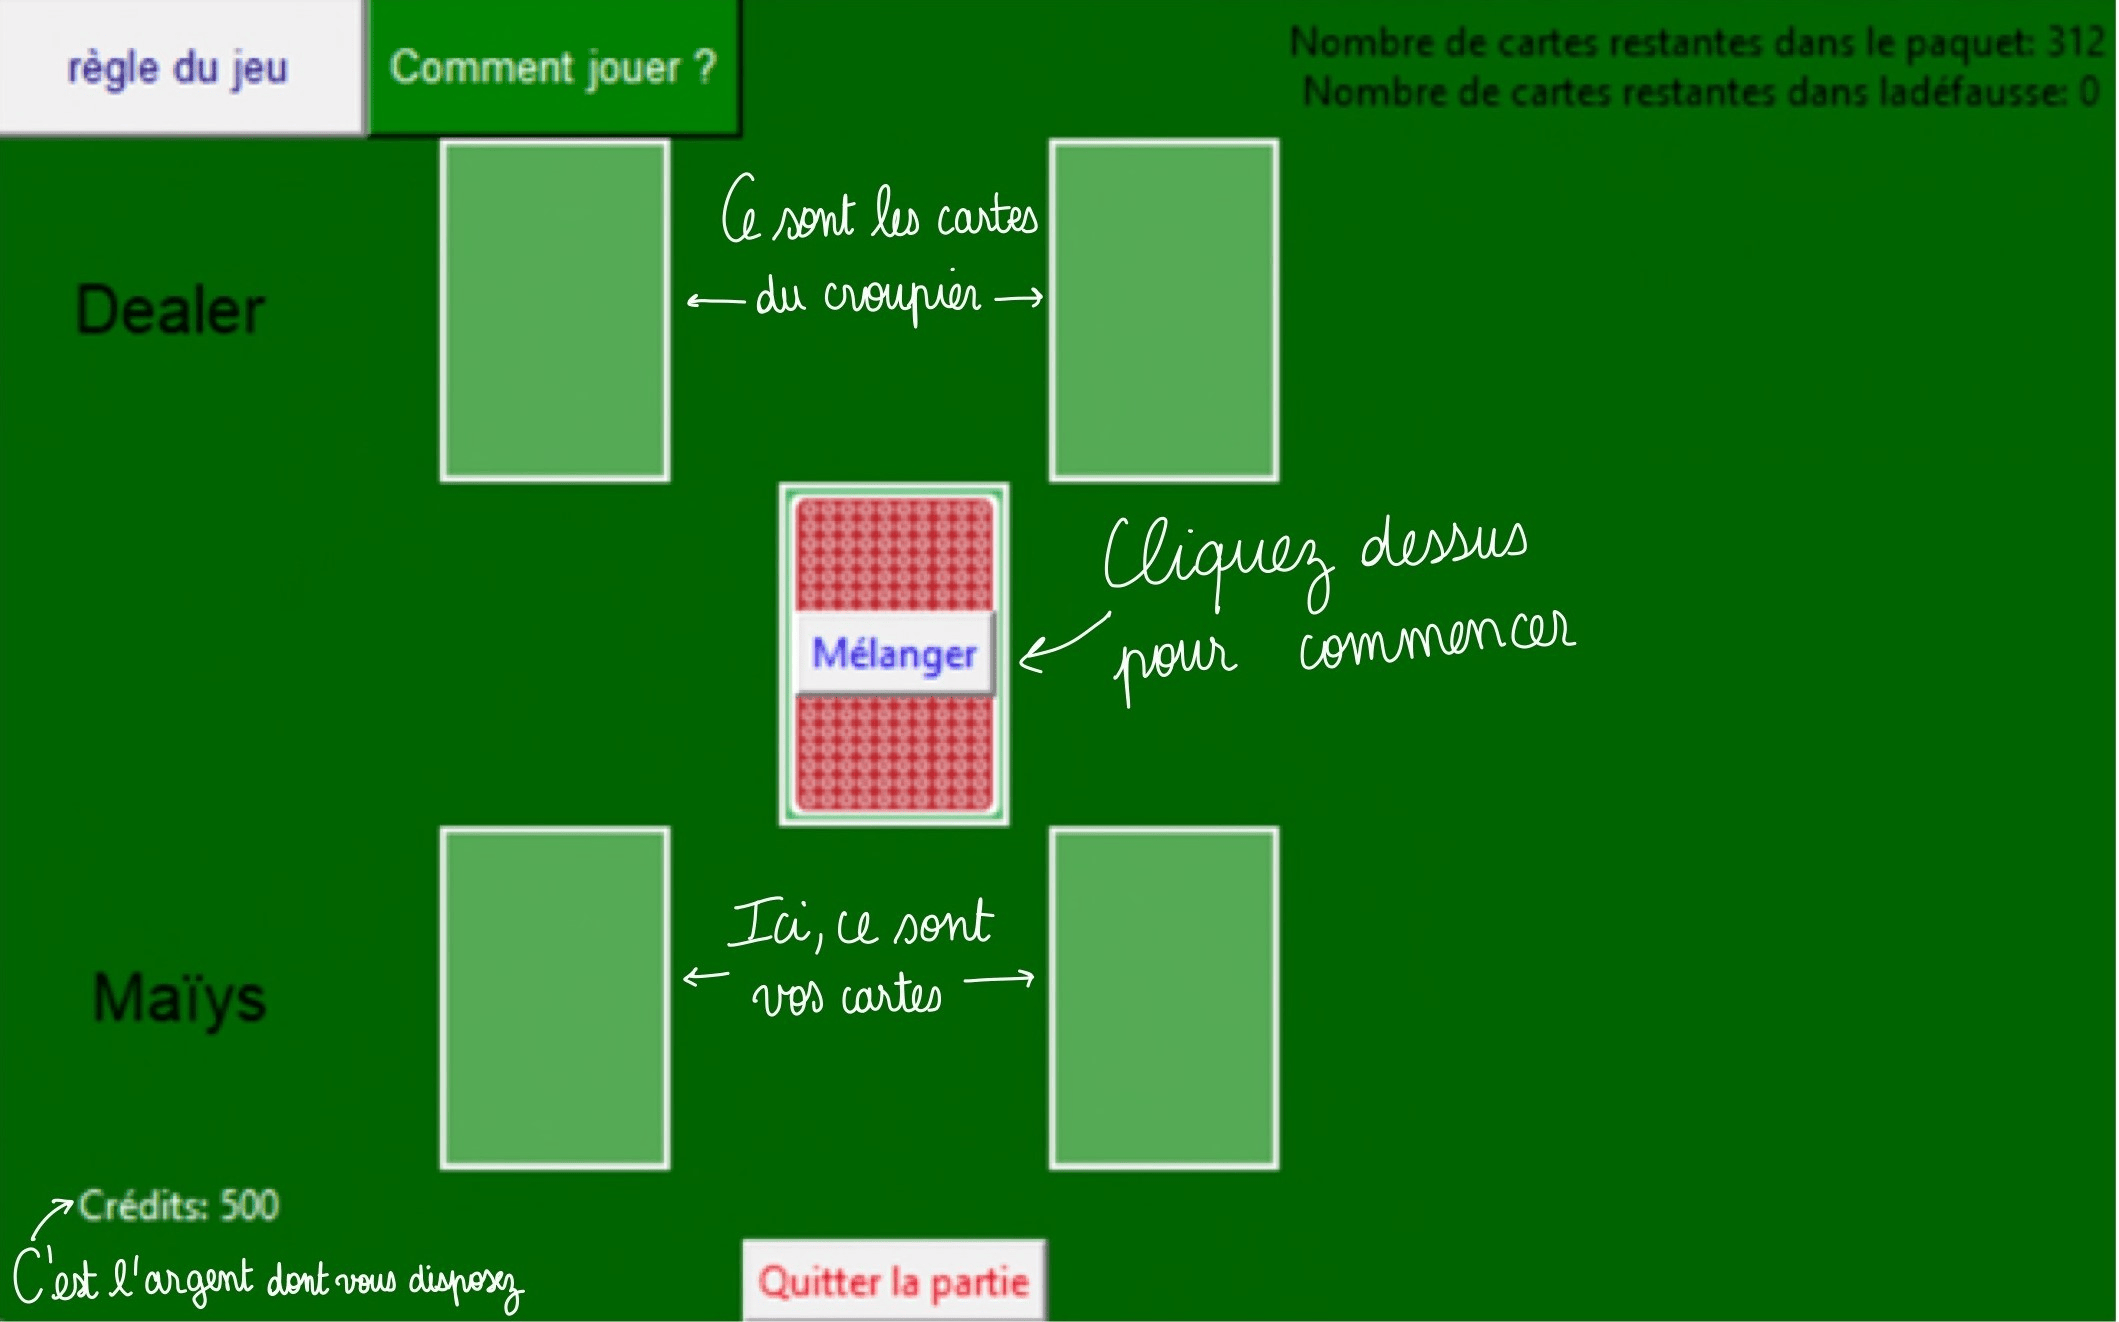 règle du jeu
Comment jouer ?
Nombre de cartes restantes dans le paquet: 312
Nombre de cartes restantes dans ladéfausse: 0
Ce sont les cartes
du croupier
Dealer
Cliquez dessus
pour commencer
Mélanger
Ici, ce sont
vos cartes
Maïys
Crédits: 500
C'est l'argent dont vous disposez
Quitter la partie